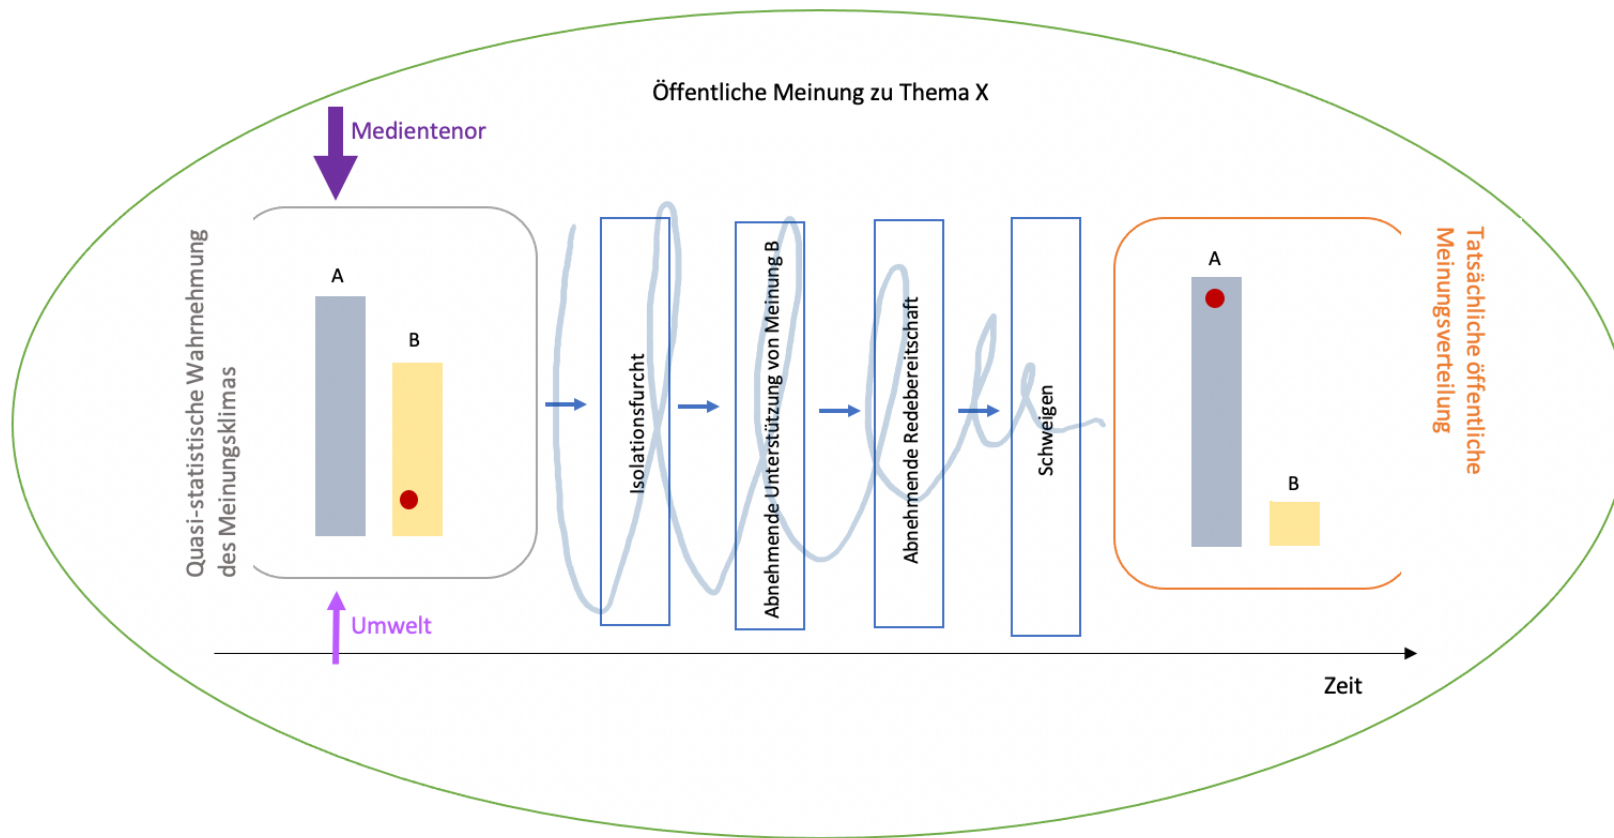 Öffentliche Meinung zu Thema X
Medientenor
Quasi-statistische Wahrnehmung
des Meinungsklimas
A
B
Umwelt
Isolationsfurcht
Abnehmende Unterstützung von Meinung B
Abnehmende Redebereitschaft
Schweigen
A
B
Tatsächliche öffentliche
Meinungsverteilung
Zeit